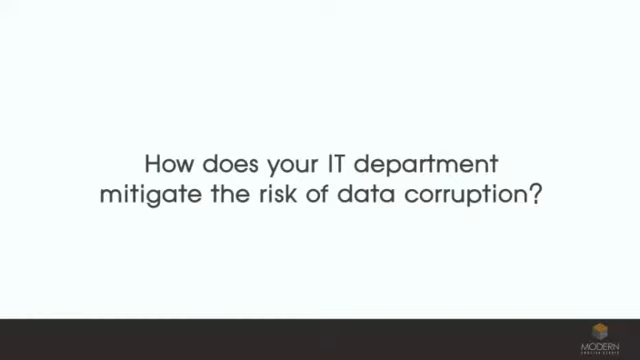 How does your IT department
mitigate the risk of data corruption?
MODERN